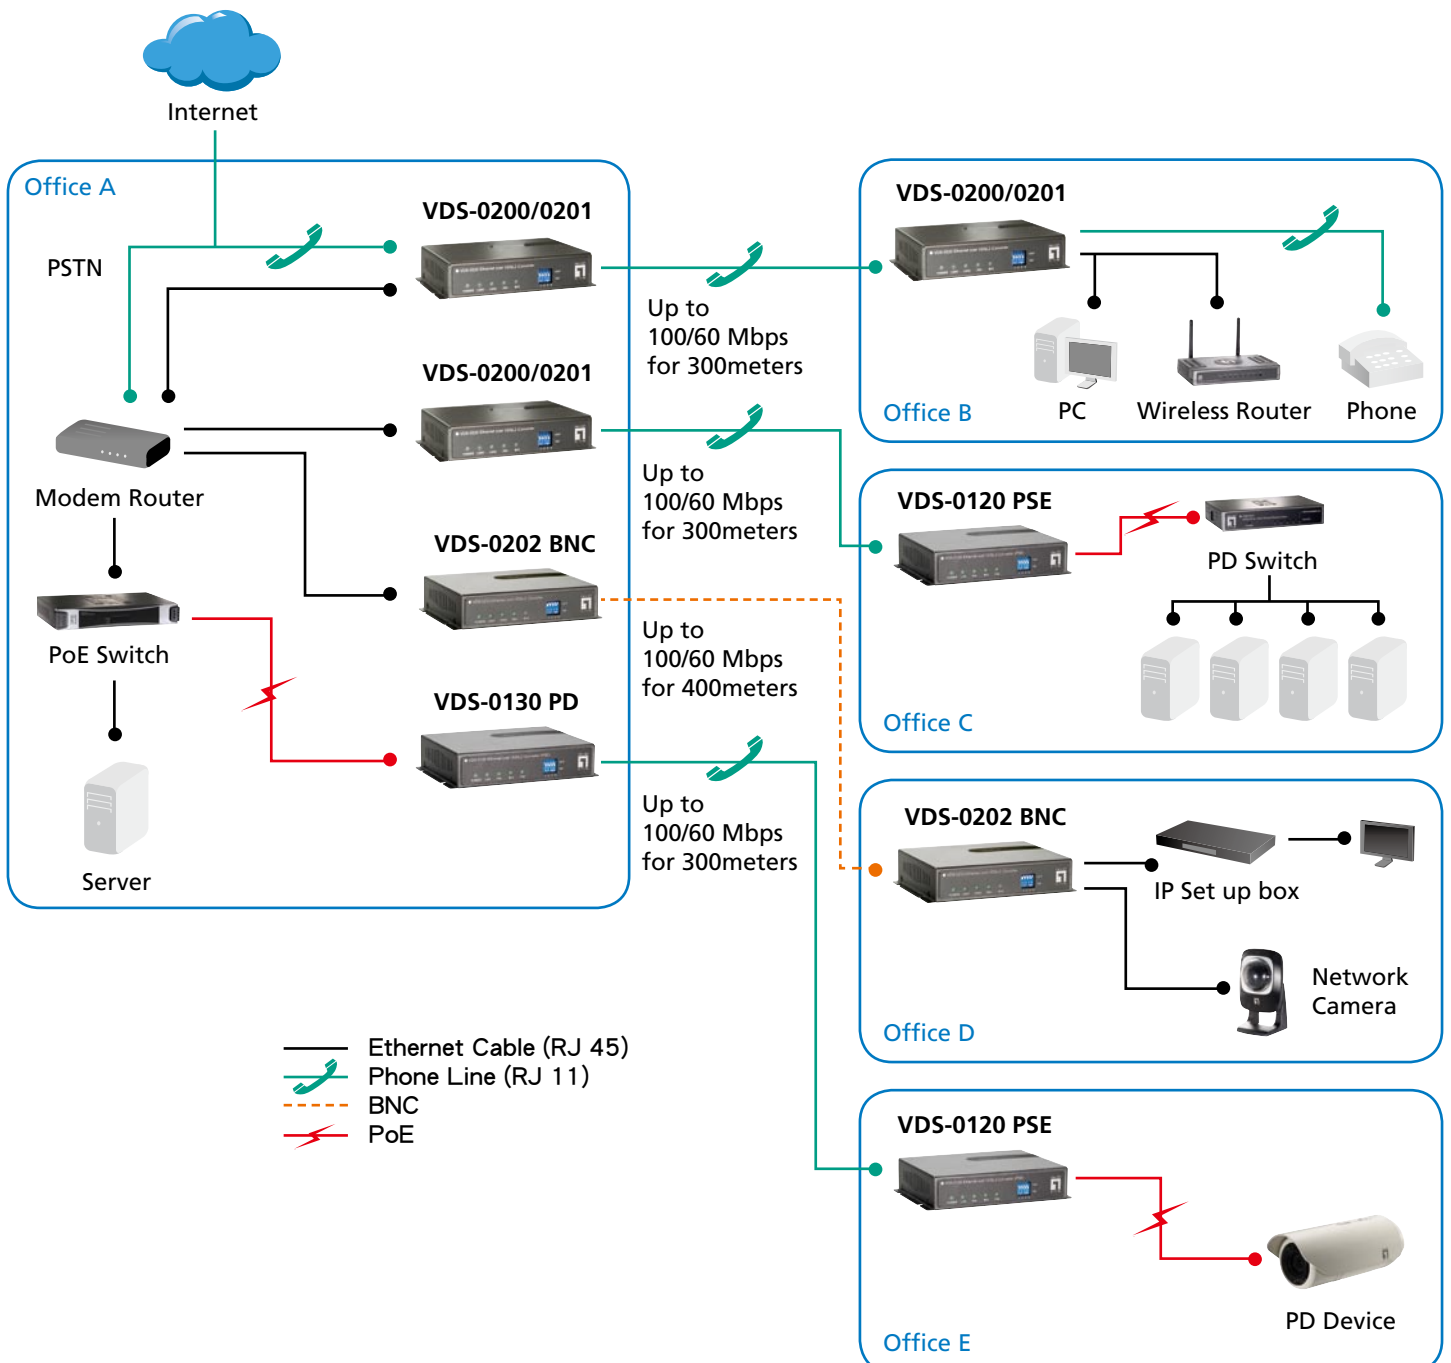 Internet
Office A
PSTN
VDS-0200/0201
VDS-0200/0201
Modem Router
VDS-0202 BNC
PoE Switch
VDS-0130 PD
Server
Up to
100/60 Mbps
for 300meters
Up to
100/60 Mbps
for 300meters
Up to
100/60 Mbps
for 400meters
Up to
100/60 Mbps
for 300meters
VDS-0200/0201
Office B
PC
Wireless Router
Phone
VDS-0120 PSE
PD Switch
Office C
VDS-0202 BNC
IP Set up box
Network
Camera
Office D
VDS-0120 PSE
PD Device
Office E
Ethernet Cable (RJ 45)
Phone Line (RJ 11)
BNC
PoE